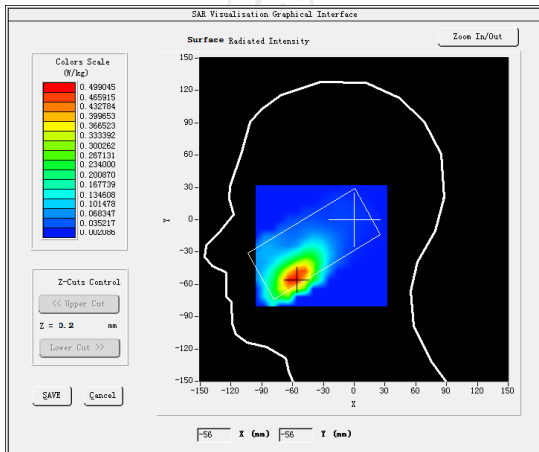 SAR Visualisation Graphical Interface
Surface Radiated Intensity
Zoom In/Out
Colors Scale
(W/kg)
0.499045
0.465915
0.432784
0.399653
0.366523
0.333392
0.300262
0.267131
0.234000
0.200870
0.167739
0.134608
0.101478
0.068347
0.035217
0.002086
Z-Cuts Control
<< Upper Cut
Z = 0.2 mm
Lower Cut >>
SAVE
Cancel
150
120
90
60
30
0
-30
-60
-90
-120
-150
Y
-150 -120 -90 -60 -30 0 30 60 90 120 150
X
-56 X (mm) -56 Y (mm)